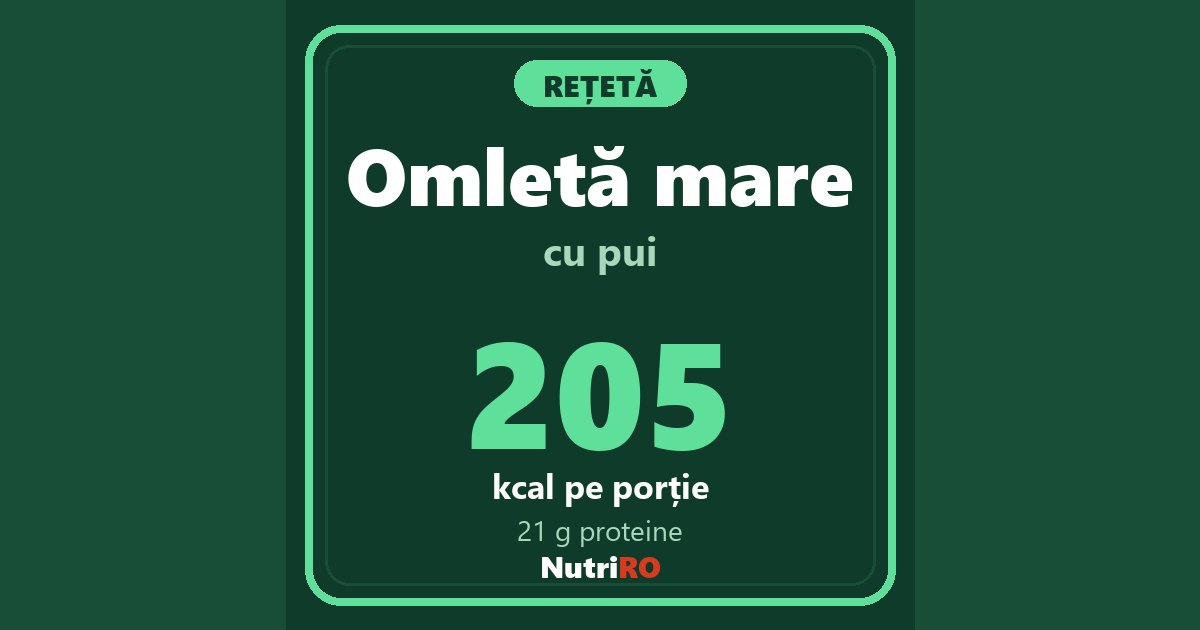 REȚETĂ
Omletă mare
cu pui
205
kcal pe porție
21 g proteine
NutriRO